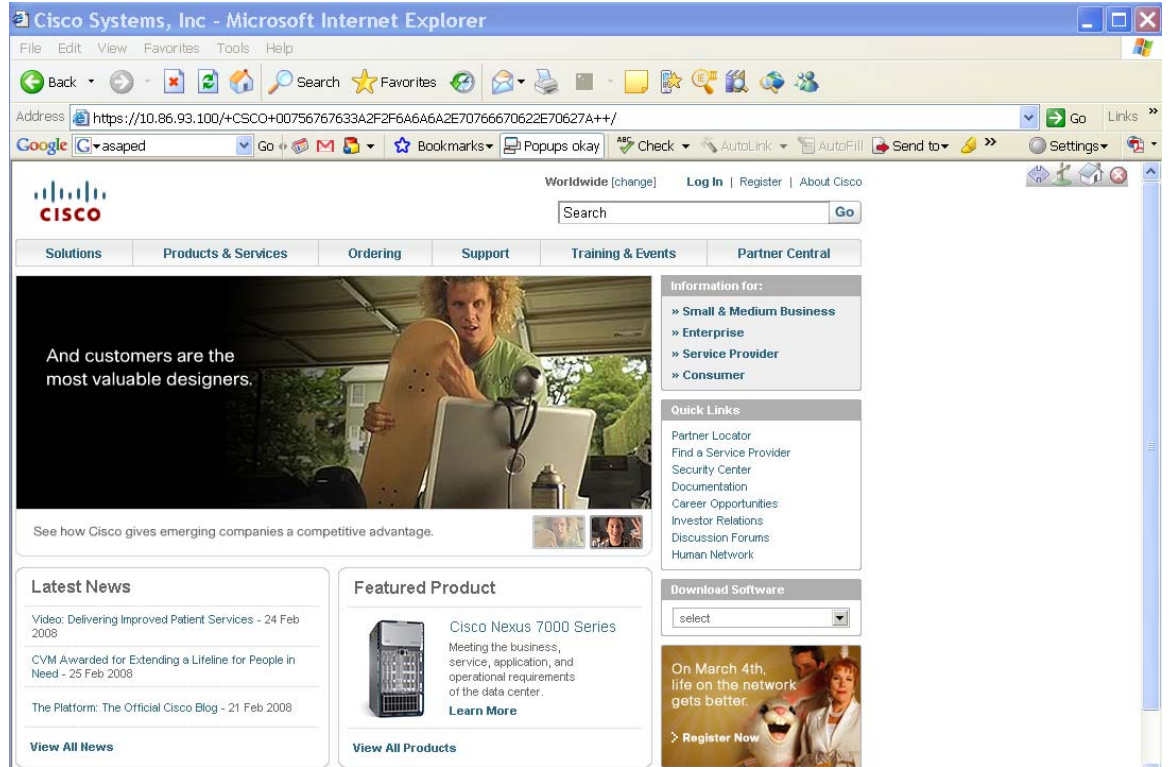 Cisco Systems, Inc - Microsoft Internet Explorer
File Edit View Favorites Tools Help
Back Search Favorites
Address https://10.86.93.100/+CSCO+00756767633A2F2F6A6A6A2E70766670622E70627A++/ Go Links »
Google G asaped Go Bookmarks Popups okay ABC Check AutoLink AutoFill Send to » Settings
Worldwide [change] Log In | Register | About Cisco
CISCO
Search Go
Solutions Products & Services Ordering Support Training & Events Partner Central
And customers are the
most valuable designers.
See how Cisco gives emerging companies a competitive advantage.
Information for:
» Small & Medium Business
» Enterprise
» Service Provider
» Consumer
Quick Links
Partner Locator
Find a Service Provider
Security Center
Documentation
Career Opportunities
Investor Relations
Discussion Forums
Human Network
Latest News
Video: Delivering Improved Patient Services - 24 Feb
2008
CVM Awarded for Extending a Lifeline for People in
Need - 25 Feb 2008
The Platform: The Official Cisco Blog - 21 Feb 2008
View All News
Featured Product
Cisco Nexus 7000 Series
Meeting the business,
service, application, and
operational requirements
of the data center.
Learn More
View All Products
Download Software
select
On March 4th,
life on the network
gets better.
Register Now